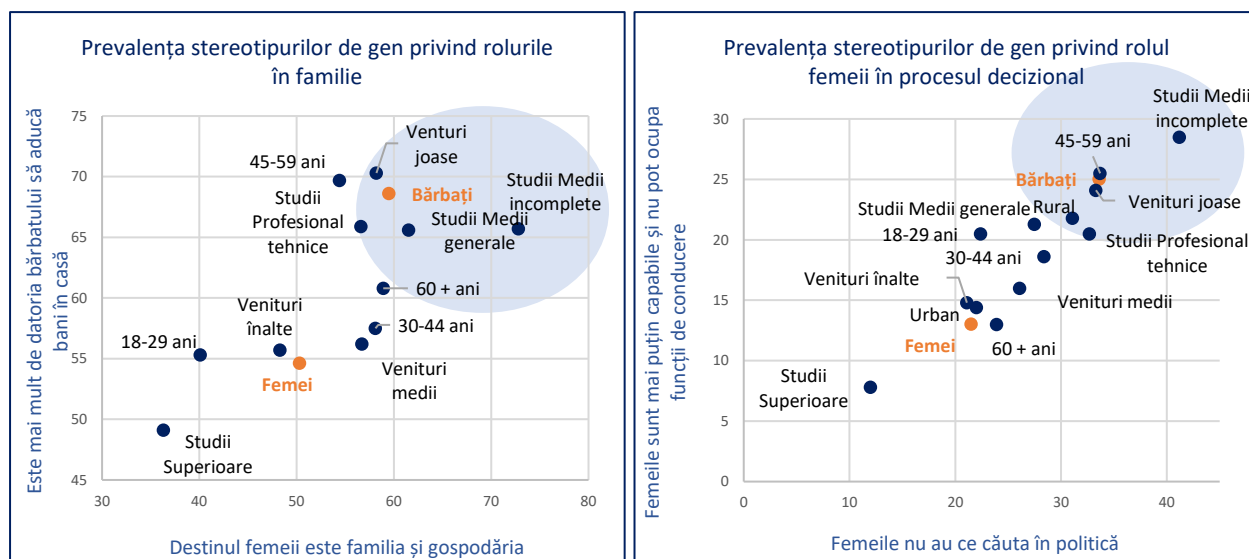 Prevalența stereotipurilor de gen privind rolurile
în familie
Este mai mult de datoria bărbatului să aducă
bani în casă
75
70
65
60
55
50
45
30
40
50
60
70
80
45-59 ani
Venturi
joase
Bărbați
Studii
Profesional
tehnice
Studii Medii
incomplete
Studii Medii
generale
60 + ani
Venituri
înalte
30-44 ani
18-29 ani
Femei
Venituri
medii
Studii
Superioare
Destinul femeii este familia și gospodăria
Prevalența stereotipurilor de gen privind rolul
femeii în procesul decizional
Femeile sunt mai puțin capabile și nu pot ocupa
funcții de conducere
30
25
20
15
10
5
0
0
10
20
30
40
Studii Medii
incomplete
45-59 ani
Bărbați
Venituri joase
Studii Medii generale
Rural
18-29 ani
Studii Profesional
tehnice
30-44 ani
Venituri înalte
Venituri medii
Urban
Femei
60 + ani
Studii
Superioare
Femeile nu au ce căuta în politică